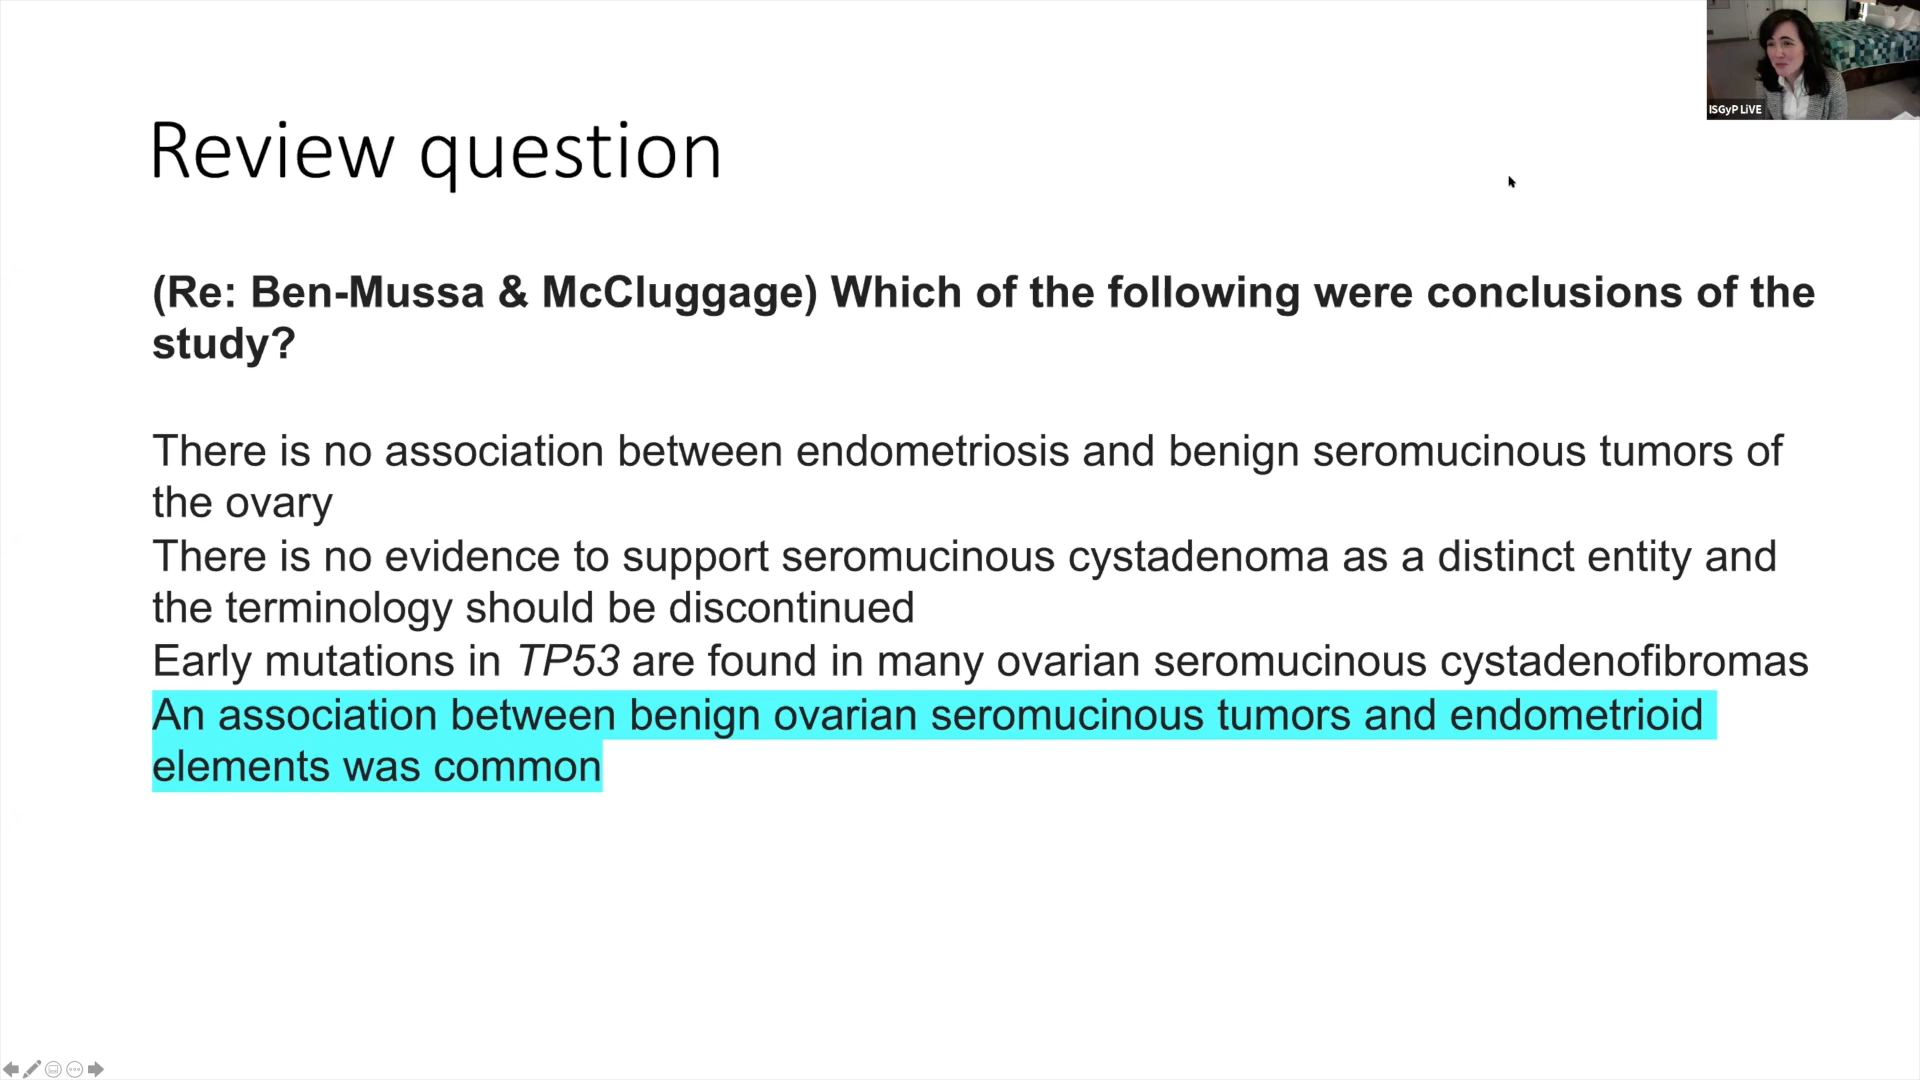 ISGyP LiVE
Review question
(Re: Ben-Mussa & McCluggage) Which of the following were conclusions of the
study?
There is no association between endometriosis and benign seromucinous tumors of
the ovary
There is no evidence to support seromucinous cystadenoma as a distinct entity and
the terminology should be discontinued
Early mutations in TP53 are found in many ovarian seromucinous cystadenofibromas
An association between benign ovarian seromucinous tumors and endometrioid
elements was common